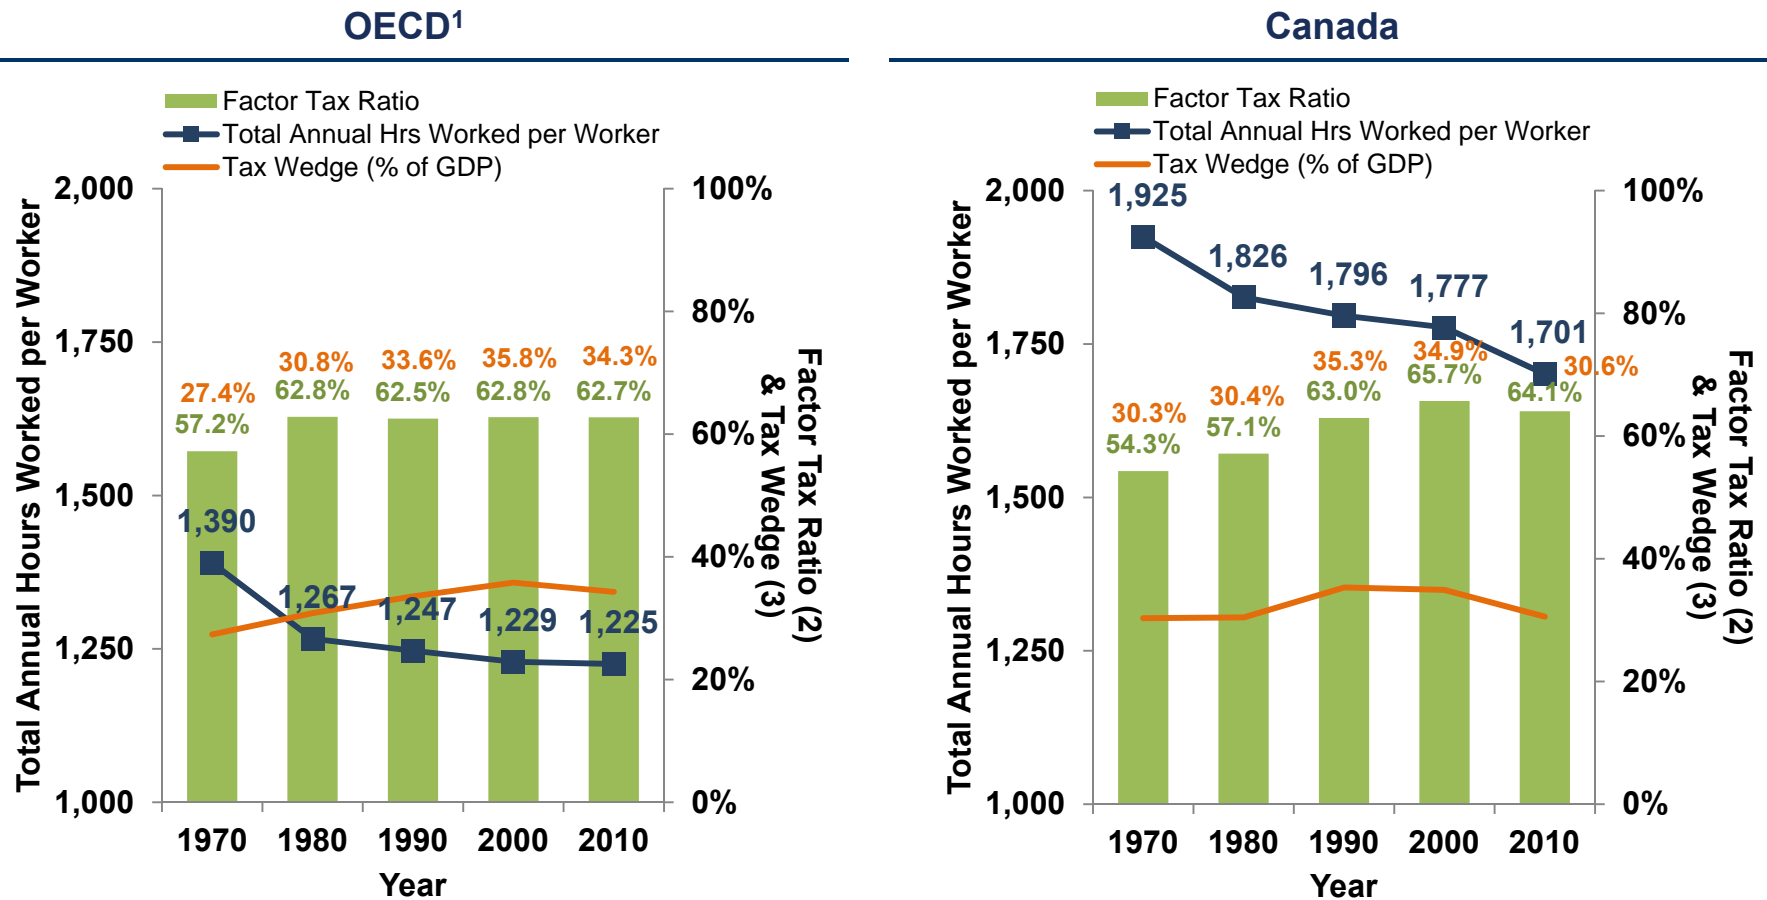 OECD1
Factor Tax Ratio
Total Annual Hrs Worked per Worker
Tax Wedge (% of GDP)
Total Annual Hours Worked per Worker
2,000
1,750
1,500
1,250
1,000
27.4%
30.8%
33.6%
35.8%
34.3%
57.2%
62.8%
62.5%
62.8%
62.7%
1,390
1,267
1,247
1,229
1,225
100%
80%
60%
40%
20%
0%
Factor Tax Ratio (2)
& Tax Wedge (3)
1970 1980 1990 2000 2010
Year
Canada
Factor Tax Ratio
Total Annual Hrs Worked per Worker
Tax Wedge (% of GDP)
Total Annual Hours Worked per Worker
2,000
1,750
1,500
1,250
1,000
1,925
1,826
1,796
1,777
1,701
30.3%
30.4%
35.3%
34.9%
30.6%
54.3%
57.1%
63.0%
65.7%
64.1%
100%
80%
60%
40%
20%
0%
Factor Tax Ratio (2)
& Tax Wedge (3)
1970 1980 1990 2000 2010
Year